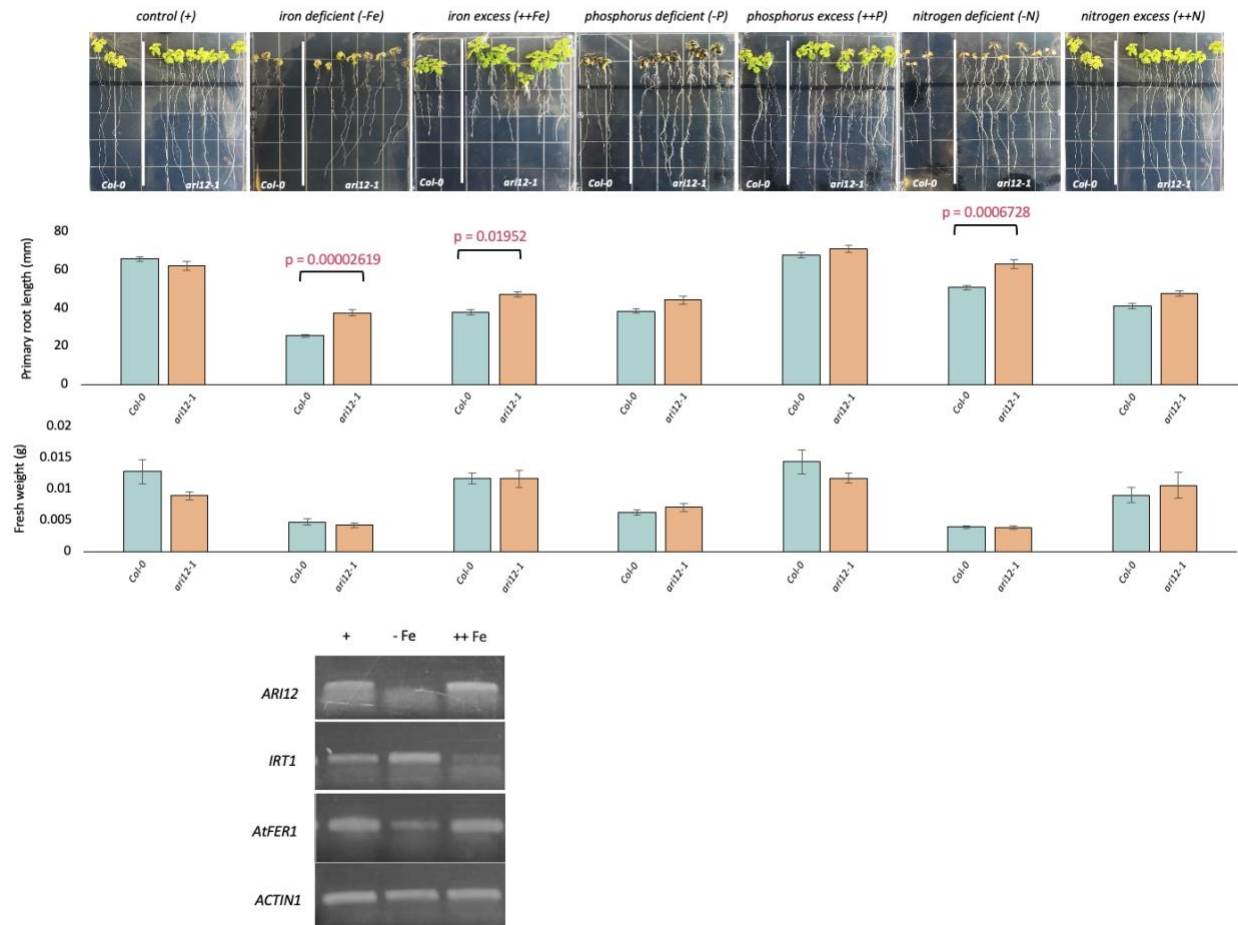 control (+) iron deficient (-Fe) iron excess (++Fe) phosphorus deficient (-P) phosphorus excess (++P) nitrogen deficient (-N) nitrogen excess (++N)
Col-0 ari12-1 Col-0 ari12-1 Col-0 ari12-1 Col-0 ari12-1 Col-0 ari12-1 Col-0 ari12-1 Col-0 ari12-1
Primary root length (mm)
80
60
40
20
0
p = 0.00002619
p = 0.01952
p = 0.0006728
Col-0 ari12-1 Col-0 ari12-1 Col-0 ari12-1 Col-0 ari12-1 Col-0 ari12-1 Col-0 ari12-1 Col-0 ari12-1
Fresh weight (g)
0.02
0.015
0.01
0.005
0
Col-0 ari12-1 Col-0 ari12-1 Col-0 ari12-1 Col-0 ari12-1 Col-0 ari12-1 Col-0 ari12-1 Col-0 ari12-1
+ - Fe ++ Fe
ARI12
IRT1
AtFER1
ACTIN1